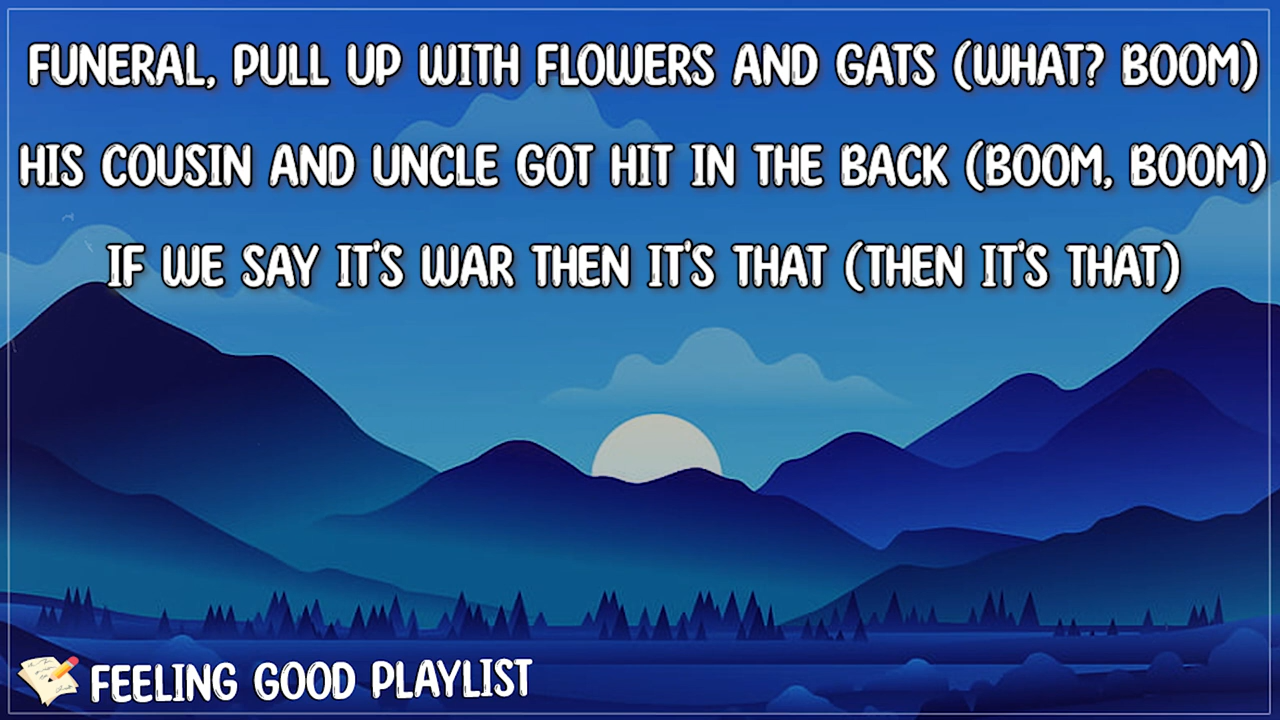 FUNERAL, PULL UP WITH FLOWERS AND GATS (WHAT? BOOM)
HIS COUSIN AND UNCLE GOT HIT IN THE BACK (BOOM, BOOM)
IF WE SAY IT'S WAR THEN IT'S THAT (THEN IT'S THAT)
FEELING GOOD PLAYLIST